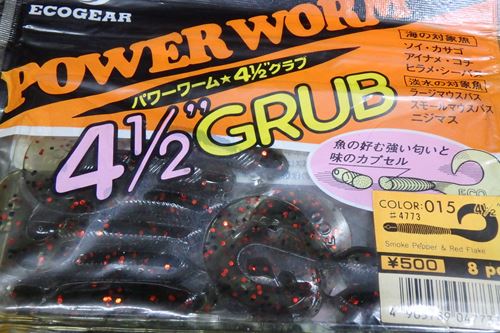 ECOGEAR
POWER WORM
パワーワーム★4½"グラブ
4½" GRUB
海の対象魚
ソイ・カサゴ
アイナメ・コチ
ヒラメ・シーバス
淡水の対象魚
ラージマウスバス
スモールマウスバス
ニジマス
魚の好む強い匂いと
味のカプセル
ECO
COLOR: 015 4½"
#4773
Smoke Pepper & Red Flake
¥500 8 pc